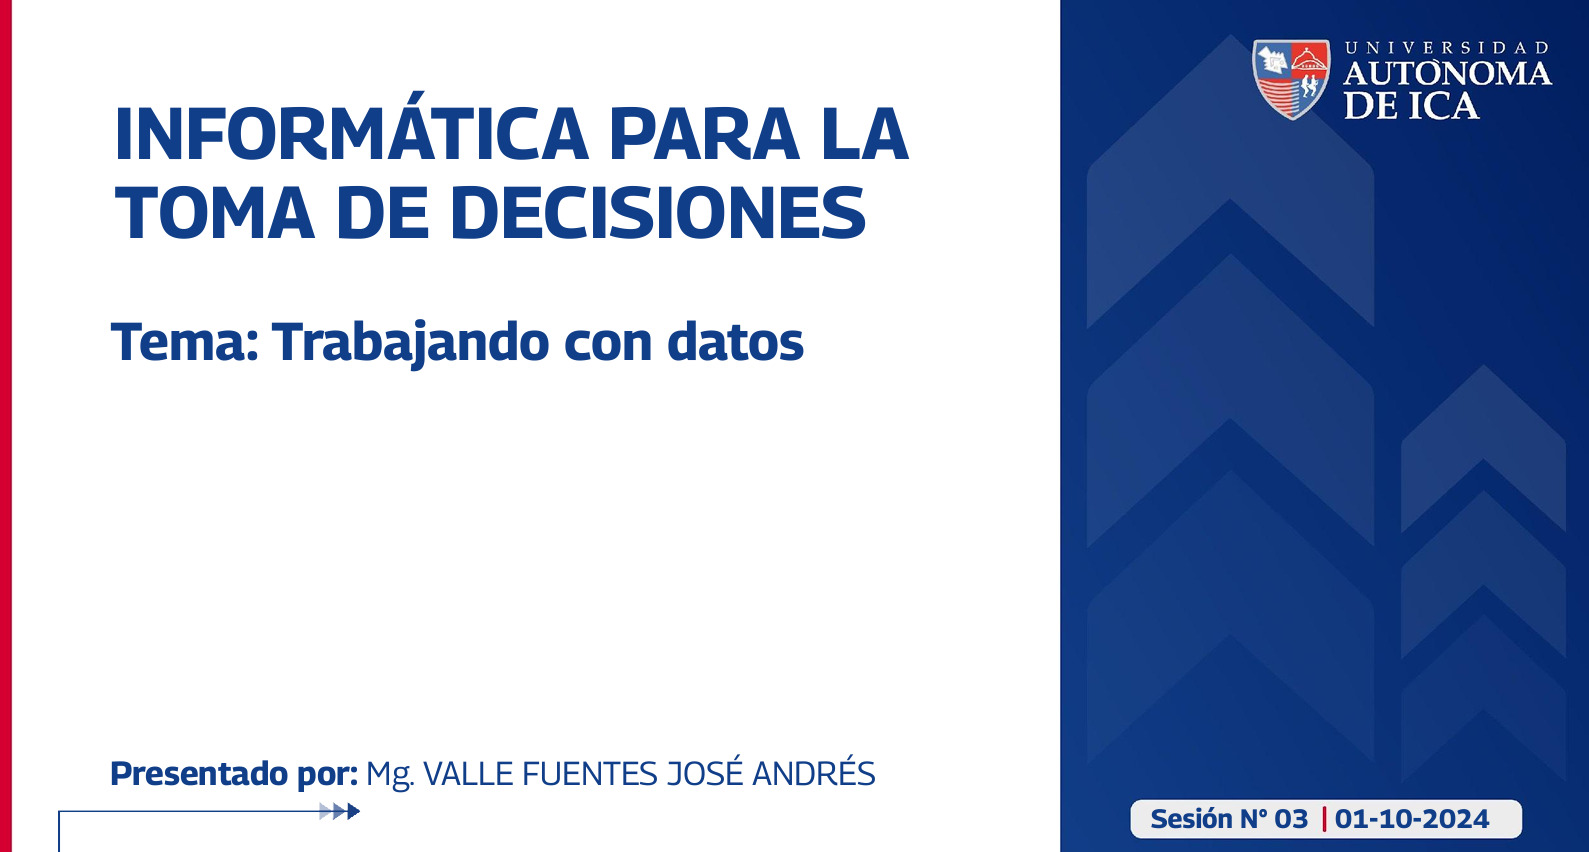 UNIVERSIDAD
AUTÓNOMA
DE ICA
INFORMÁTICA PARA LA
TOMA DE DECISIONES
Tema: Trabajando con datos
Presentado por: Mg. VALLE FUENTES JOSÉ ANDRÉS
Sesión N° 03 | 01-10-2024